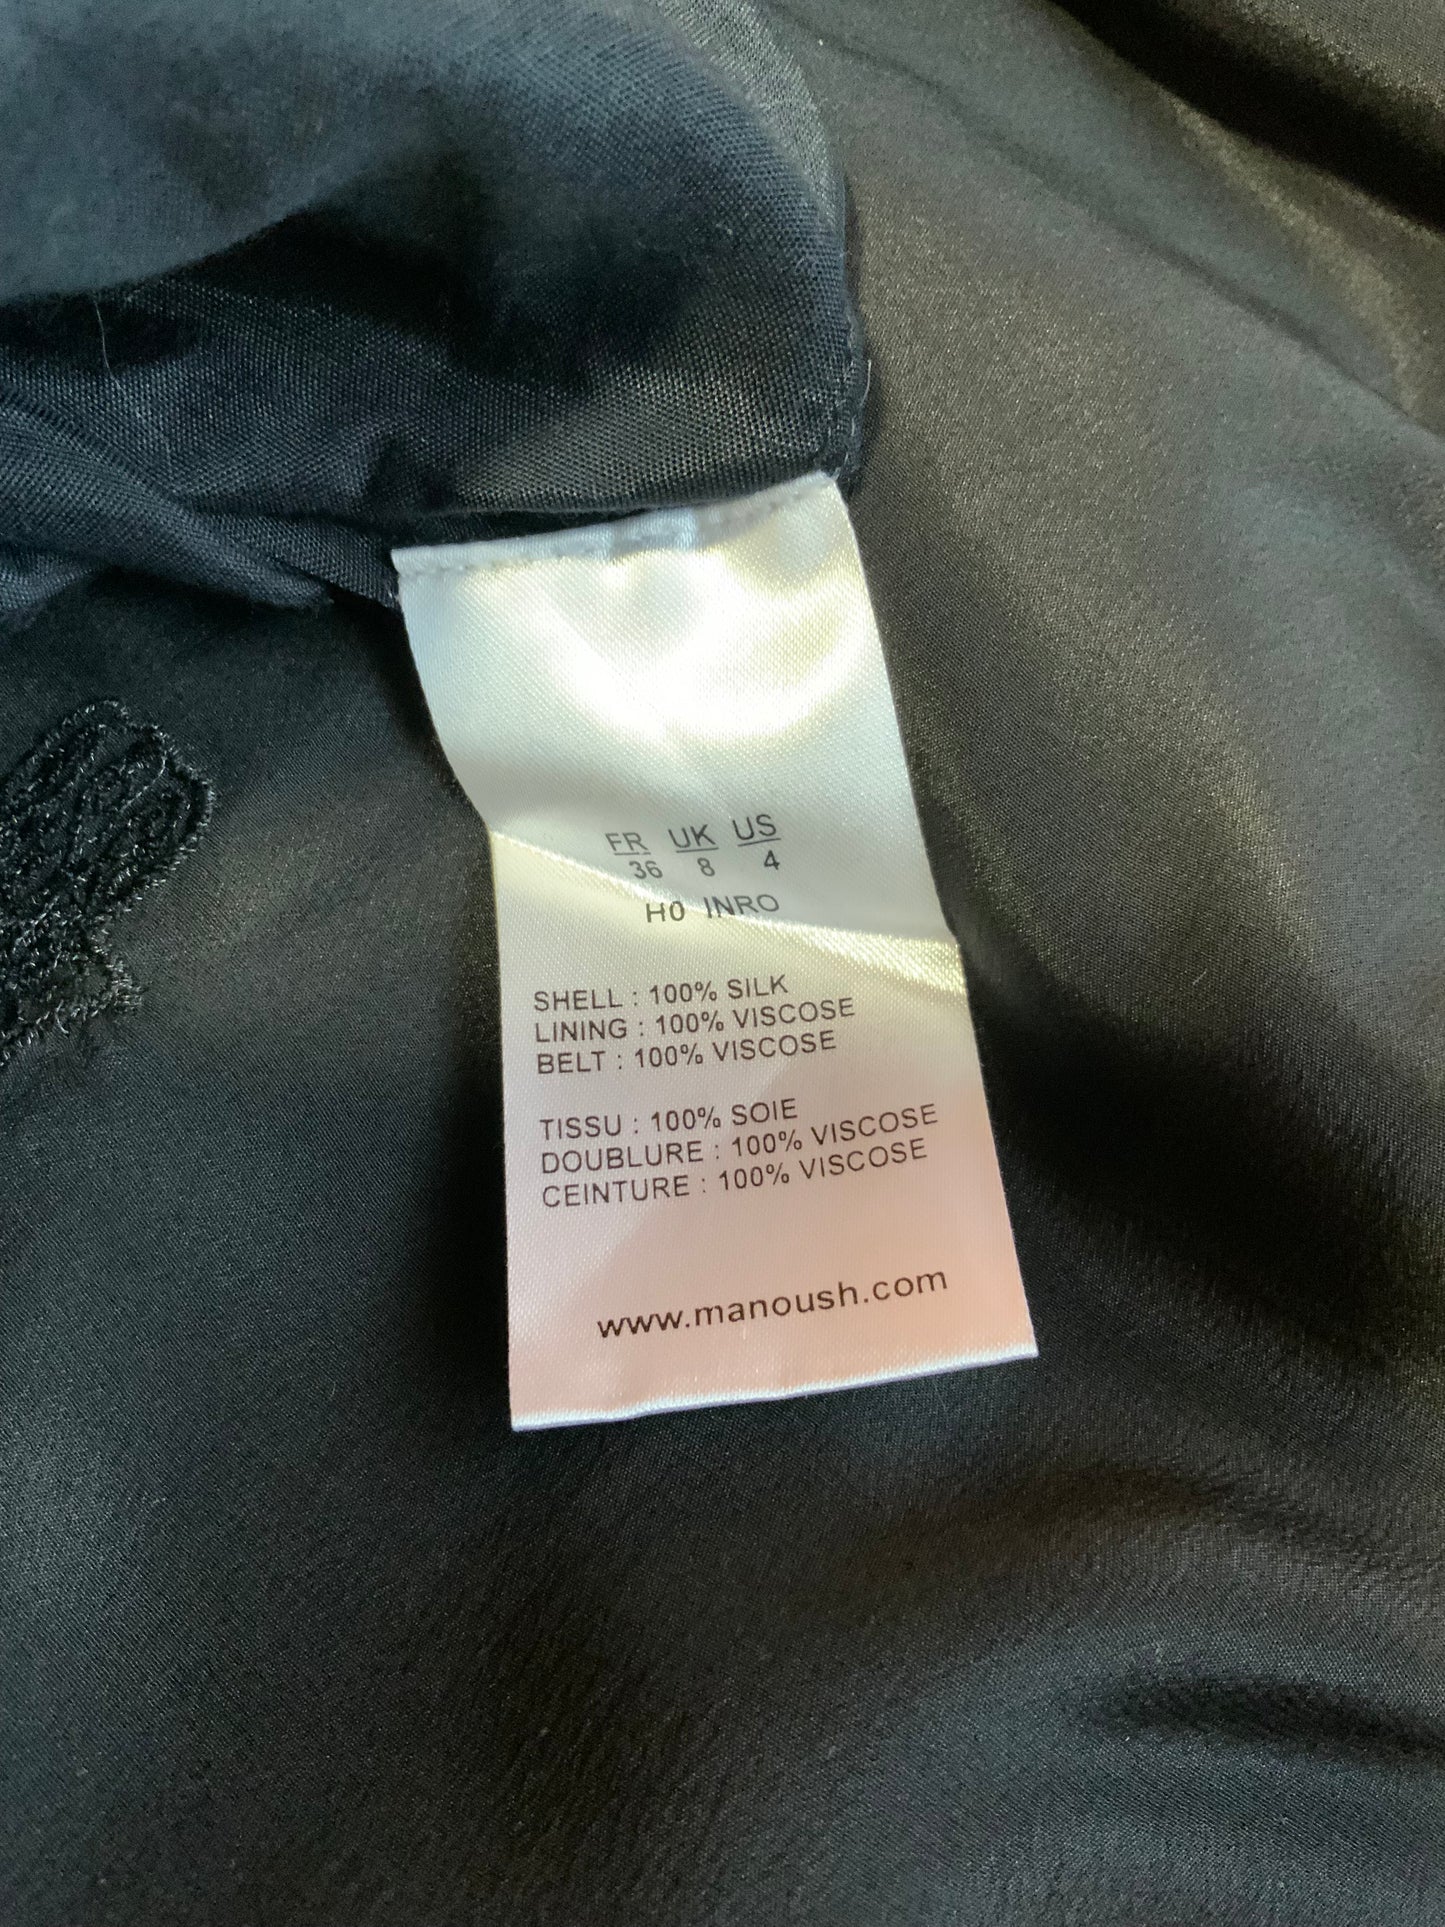 FR UK US
36 8 4
H0 INRO
SHELL : 100% SILK
LINING : 100% VISCOSE
BELT : 100% VISCOSE
TISSU : 100% SOIE
DOUBLURE : 100% VISCOSE
CEINTURE : 100% VISCOSE
www.manoush.com